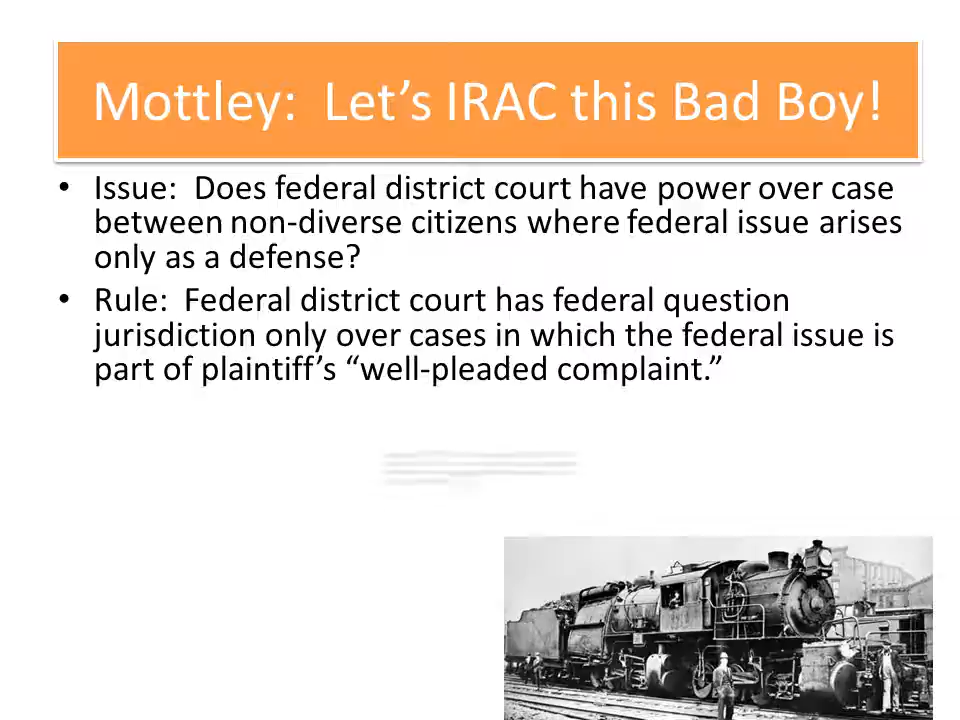 Mottley:  Let’s IRAC this Bad Boy!
• Issue:  Does federal district court have power over case
between non-diverse citizens where federal issue arises
only as a defense?
• Rule:  Federal district court has federal question
jurisdiction only over cases in which the federal issue is
part of plaintiff’s “well-pleaded complaint.”